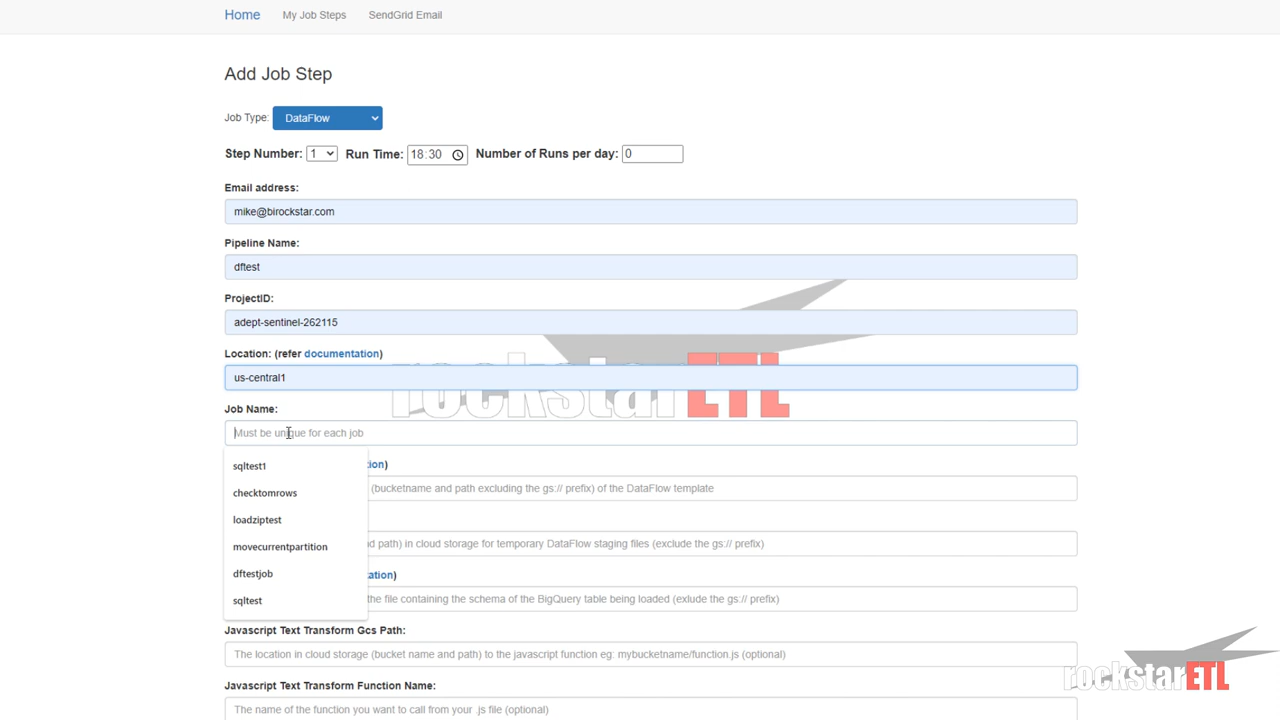 Home My Job Steps SendGrid Email
Add Job Step
Job Type: DataFlow
Step Number: 1 Run Time: 18:30 Number of Runs per day: 0
Email address:
mike@birockstar.com
Pipeline Name:
dftest
ProjectID:
adept-sentinel-262115
Location: (refer documentation)
us-central1
rockstarETL
Job Name:
Must be unique for each job
sqltest1
checktomrows
loadziptest
movecurrentpartition
dftestjob
sqltest
(bucketname and path excluding the gs:// prefix) of the DataFlow template
path) in cloud storage for temporary DataFlow staging files (exclude the gs:// prefix)
the file containing the schema of the BigQuery table being loaded (exlude the gs:// prefix)
Javascript Text Transform Gcs Path:
The location in cloud storage (bucket name and path) to the javascript function eg: mybucketname/function.js (optional)
Javascript Text Transform Function Name:
The name of the function you want to call from your .js file (optional)
rockstarETL